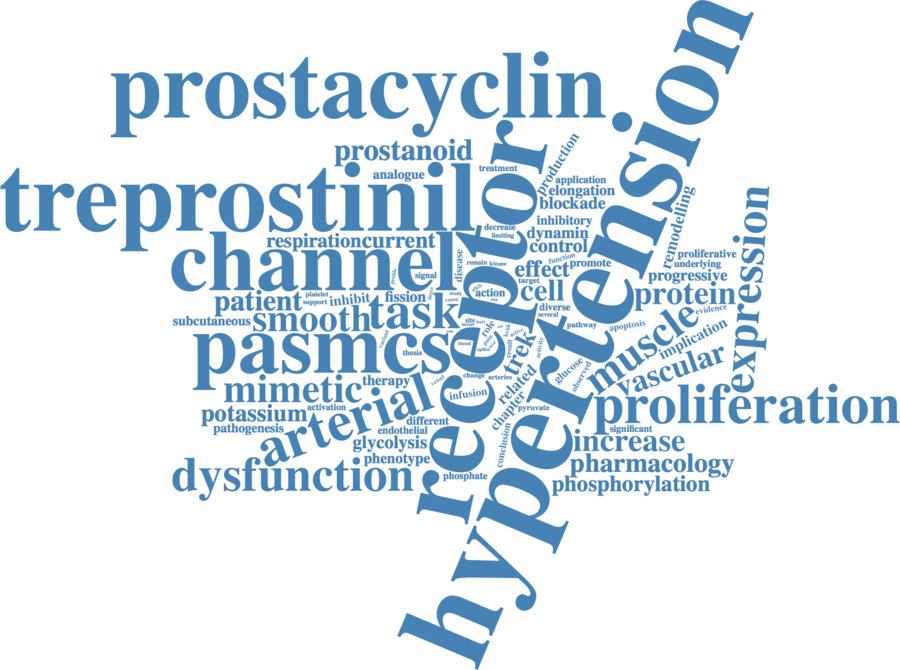 prostacyclin
hypertension
receptor
prostanoid
treatment
production
analogue
application
treprostinil
elongation
blockade
inhibitory
decrease
limiting
dynamin
respiration
current
control
remodelling
disease
function
channel
remain
kinase
effect
promote
proliferative
underlying
signal
target
progressive
expression
patient
platelet
support
inhibit
fission
action
cell
protein
subcutaneous
smooth
task
diverse
several
evidence
role
pathway
apoptosis
muscle
implication
pasmcs
thesis
trek
result
activity
vascular
glucose
observed
mimetic
therapy
vessel
change
arteries
related
infusion
potassium
activation
arterial
different
chapter
pyruvate
proliferation
pathogenesis
endothelial
significant
glycolysis
conclusion
increase
phenotype
dysfunction
phosphate
pharmacology
phosphorylation